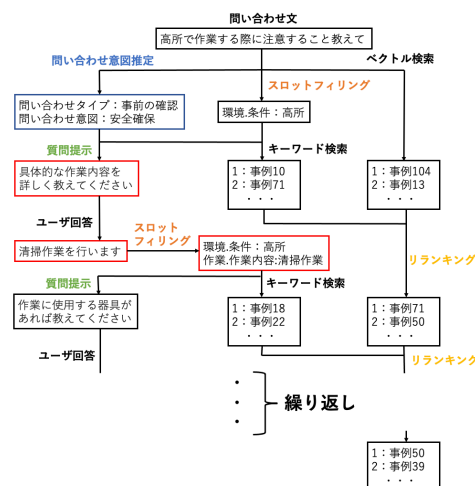 問い合わせ文
高所で作業する際に注意すること教えて
問い合わせ意図推定
スロットフィリング
ベクトル検索
問い合わせタイプ：事前の確認
問い合わせ意図：安全確保
環境.条件：高所
質問提示
キーワード検索
具体的な作業内容を
詳しく教えてください
1：事例10
2：事例71
・・・
1：事例104
2：事例13
・・・
ユーザ回答
スロット
フィリング
清掃作業を行います
環境.条件：高所
作業.作業内容:清掃作業
リランキング
質問提示
キーワード検索
作業に使用する器具が
あれば教えてください
1：事例18
2：事例22
・・・
1：事例71
2：事例50
・・・
ユーザ回答
リランキング
・
・
・
繰り返し
1：事例50
2：事例39
・・・